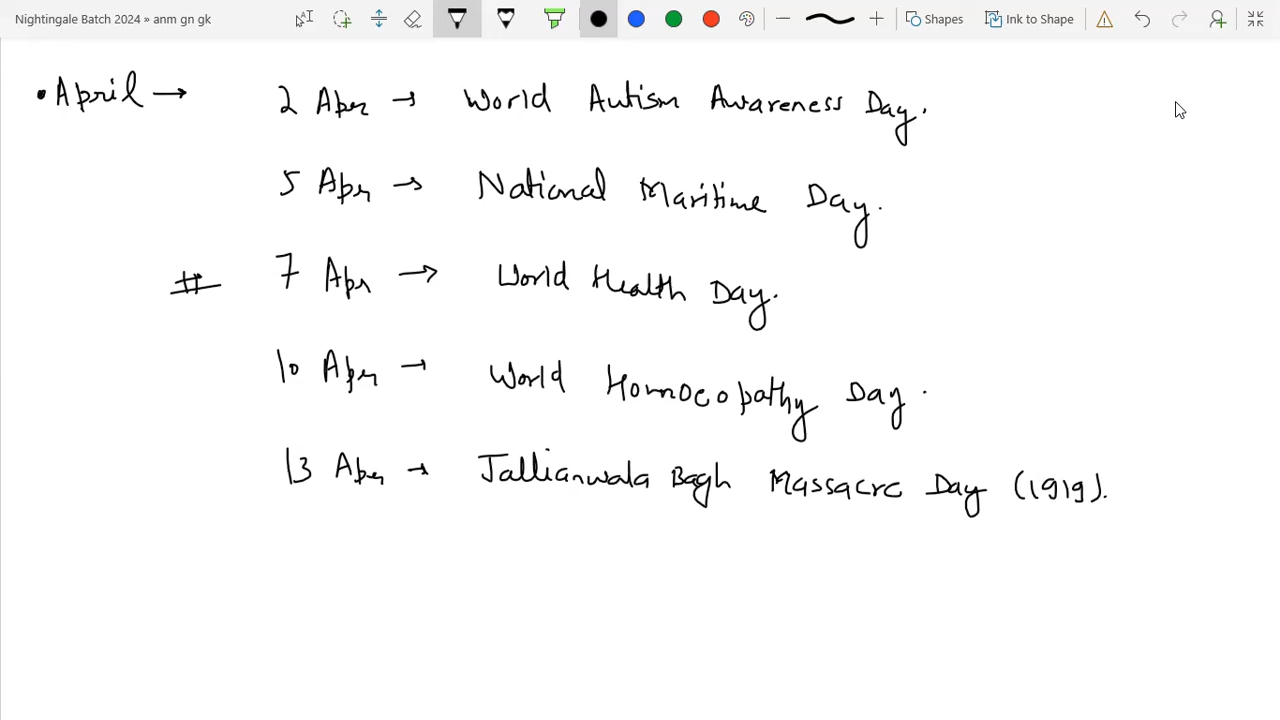 Nightingale Batch 2024 » anm gn gk Shapes Ink to Shape
• April → 2 Apr → World Autism Awareness Day.
5 Apr → National Maritime Day.
# 7 Apr → World Health Day.
10 Apr → World Homoeopathy Day.
13 Apr → Jallianwala Bagh Massacre Day (1919).